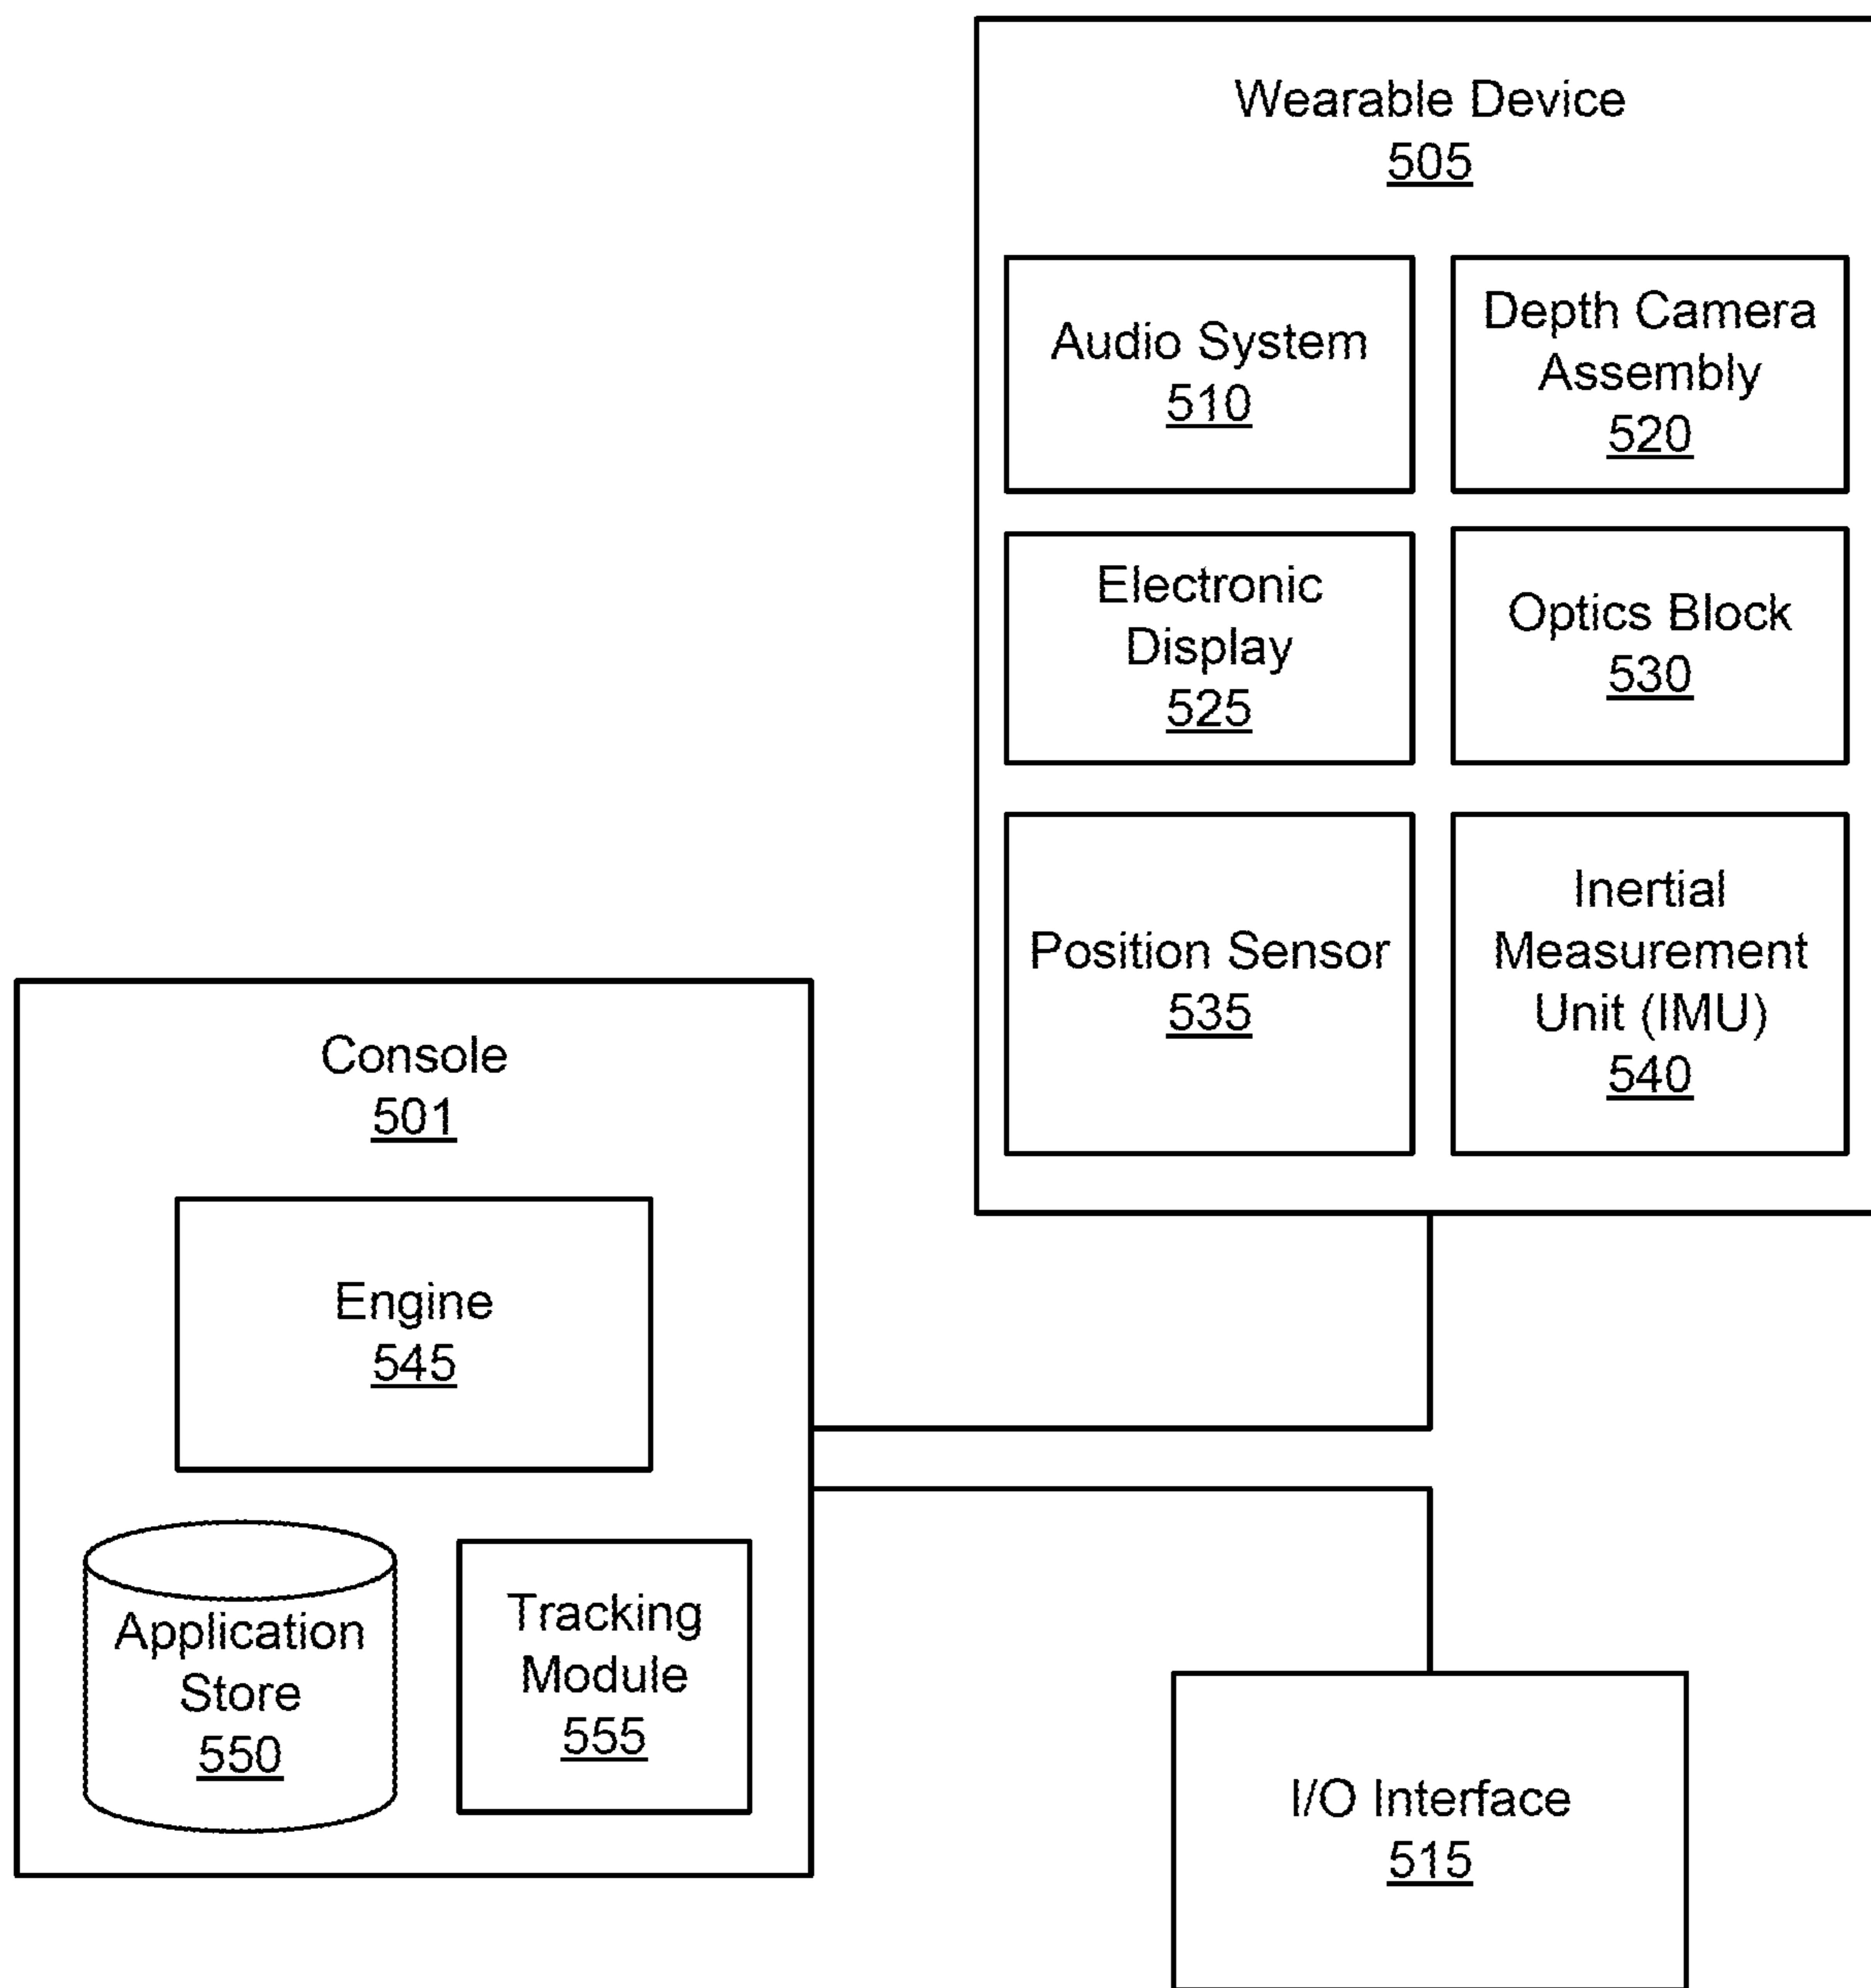 Wearable Device
505
Audio System
510
Depth Camera
Assembly
520
Electronic
Display
525
Optics Block
530
Position Sensor
535
Inertial
Measurement
Unit (IMU)
540
Console
501
Engine
545
Application
Store
550
Tracking
Module
555
I/O Interface
515